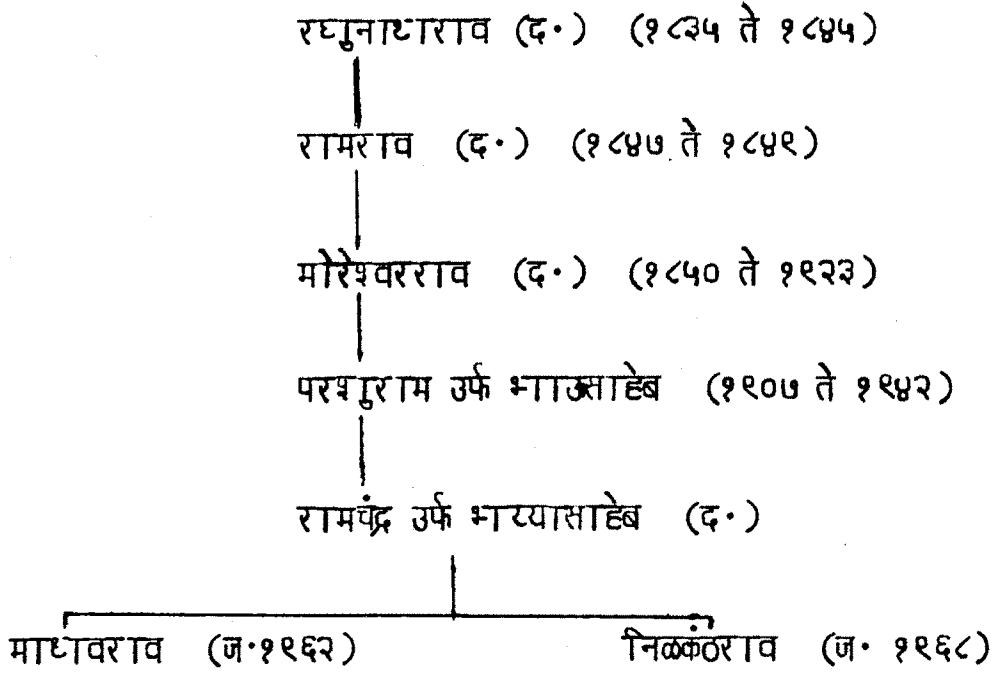 रघुनाथराव (द.) (१८३५ ते १८४५)
रामराव (द.) (१८४७ ते १८४९)
मोरेश्वरराव (द.) (१८५० ते १९२३)
परशुराम उर्फ भाऊसाहेब (१९०७ ते १९४२)
रामचंद्र उर्फ भाय्यासाहेब (द.)
माधवराव (ज.१९६२) निळकंठराव (ज. १९६८)